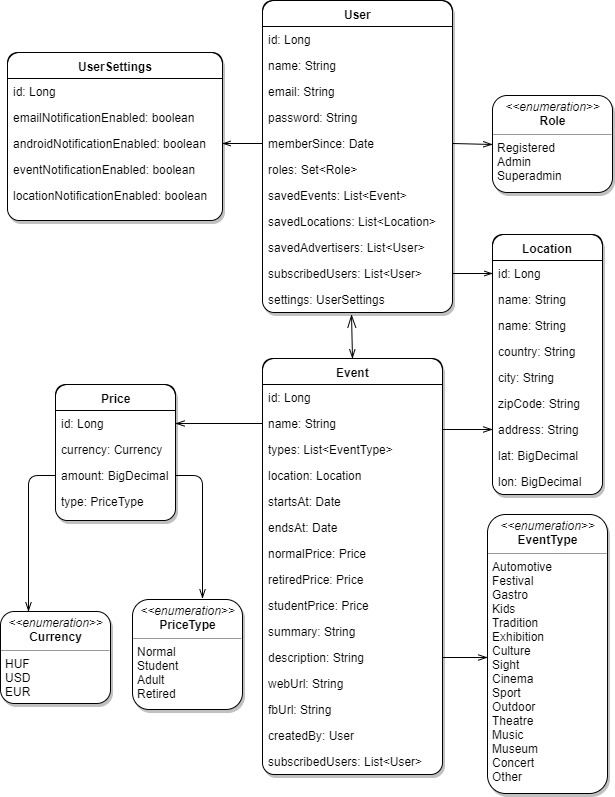 User
id: Long
name: String
email: String
password: String
memberSince: Date
roles: Set<Role>
savedEvents: List<Event>
savedLocations: List<Location>
savedAdvertisers: List<User>
subscribedUsers: List<User>
settings: UserSettings
UserSettings
id: Long
emailNotificationEnabled: boolean
androidNotificationEnabled: boolean
eventNotificationEnabled: boolean
locationNotificationEnabled: boolean
<<enumeration>>
Role
Registered
Admin
Superadmin
Location
id: Long
name: String
name: String
country: String
city: String
zipCode: String
address: String
lat: BigDecimal
lon: BigDecimal
Event
id: Long
name: String
types: List<EventType>
location: Location
startsAt: Date
endsAt: Date
normalPrice: Price
retiredPrice: Price
studentPrice: Price
summary: String
description: String
webUrl: String
fbUrl: String
createdBy: User
subscribedUsers: List<User>
Price
id: Long
currency: Currency
amount: BigDecimal
type: PriceType
<<enumeration>>
EventType
Automotive
Festival
Gastro
Kids
Tradition
Exhibition
Culture
Sight
Cinema
Sport
Outdoor
Theatre
Music
Museum
Concert
Other
<<enumeration>>
Currency
HUF
USD
EUR
<<enumeration>>
PriceType
Normal
Student
Adult
Retired